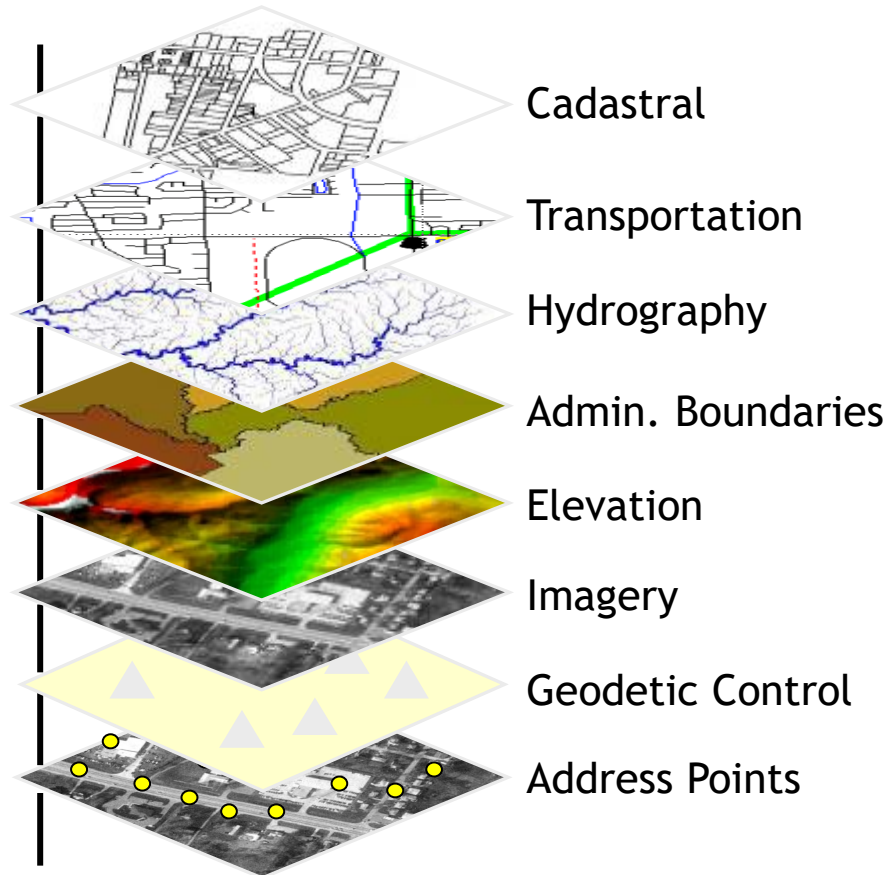 Cadastral
Transportation
Hydrography
Admin. Boundaries
Elevation
Imagery
Geodetic Control
Address Points